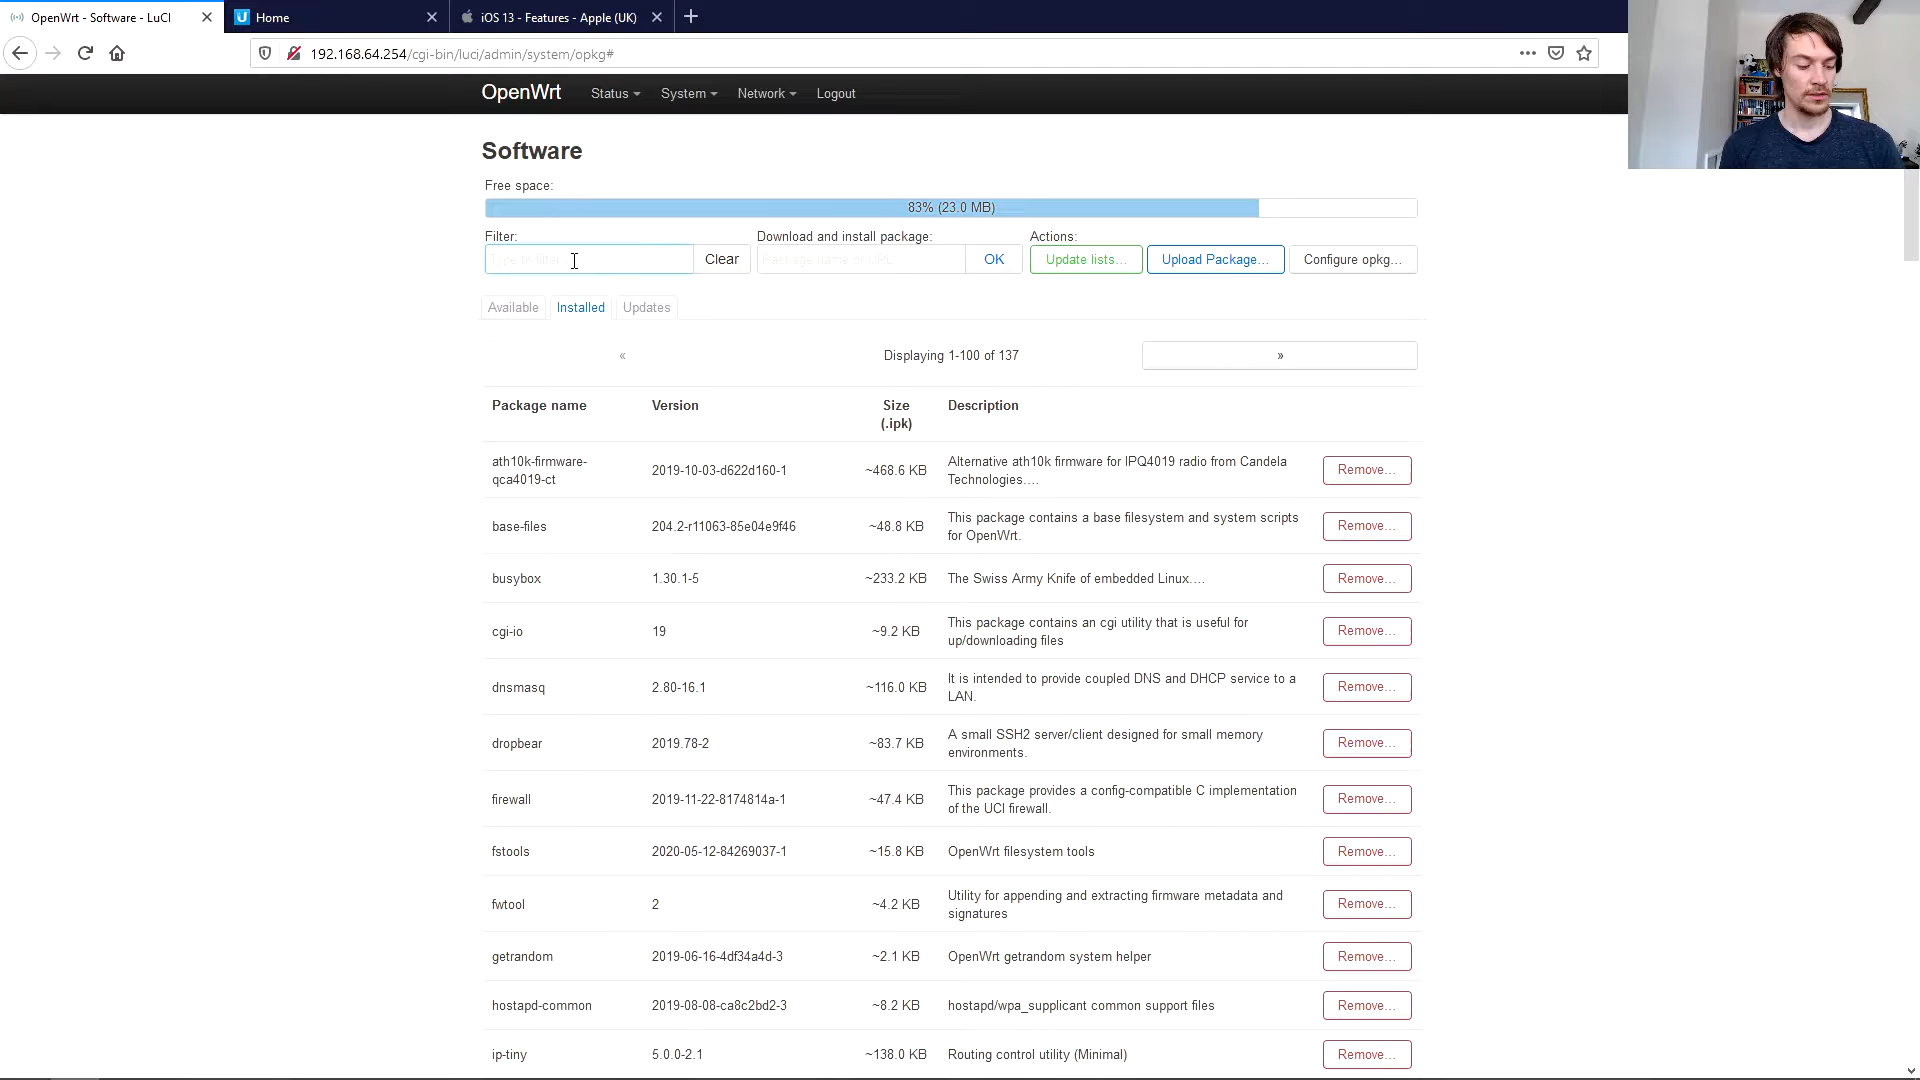 OpenWrt - Software - LuCI
Home
iOS 13 - Features - Apple (UK)
192.168.64.254/cgi-bin/luci/admin/system/opkg#
OpenWrt Status System Network Logout
Software
Free space:
83% (23.0 MB)
Filter: Download and install package: Actions:
Type to filter… Clear Package name or URL… OK Update lists… Upload Package… Configure opkg…
Available Installed Updates
« Displaying 1-100 of 137 »
Package name Version Size (.ipk) Description
ath10k-firmware-qca4019-ct 2019-10-03-d622d160-1 ~468.6 KB Alternative ath10k firmware for IPQ4019 radio from Candela Technologies.… Remove…
base-files 204.2-r11063-85e04e9f46 ~48.8 KB This package contains a base filesystem and system scripts for OpenWrt. Remove…
busybox 1.30.1-5 ~233.2 KB The Swiss Army Knife of embedded Linux.… Remove…
cgi-io 19 ~9.2 KB This package contains an cgi utility that is useful for up/downloading files Remove…
dnsmasq 2.80-16.1 ~116.0 KB It is intended to provide coupled DNS and DHCP service to a LAN. Remove…
dropbear 2019.78-2 ~83.7 KB A small SSH2 server/client designed for small memory environments. Remove…
firewall 2019-11-22-8174814a-1 ~47.4 KB This package provides a config-compatible C implementation of the UCI firewall. Remove…
fstools 2020-05-12-84269037-1 ~15.8 KB OpenWrt filesystem tools Remove…
fwtool 2 ~4.2 KB Utility for appending and extracting firmware metadata and signatures Remove…
getrandom 2019-06-16-4df34a4d-3 ~2.1 KB OpenWrt getrandom system helper Remove…
hostapd-common 2019-08-08-ca8c2bd2-3 ~8.2 KB hostapd/wpa_supplicant common support files Remove…
ip-tiny 5.0.0-2.1 ~138.0 KB Routing control utility (Minimal) Remove…